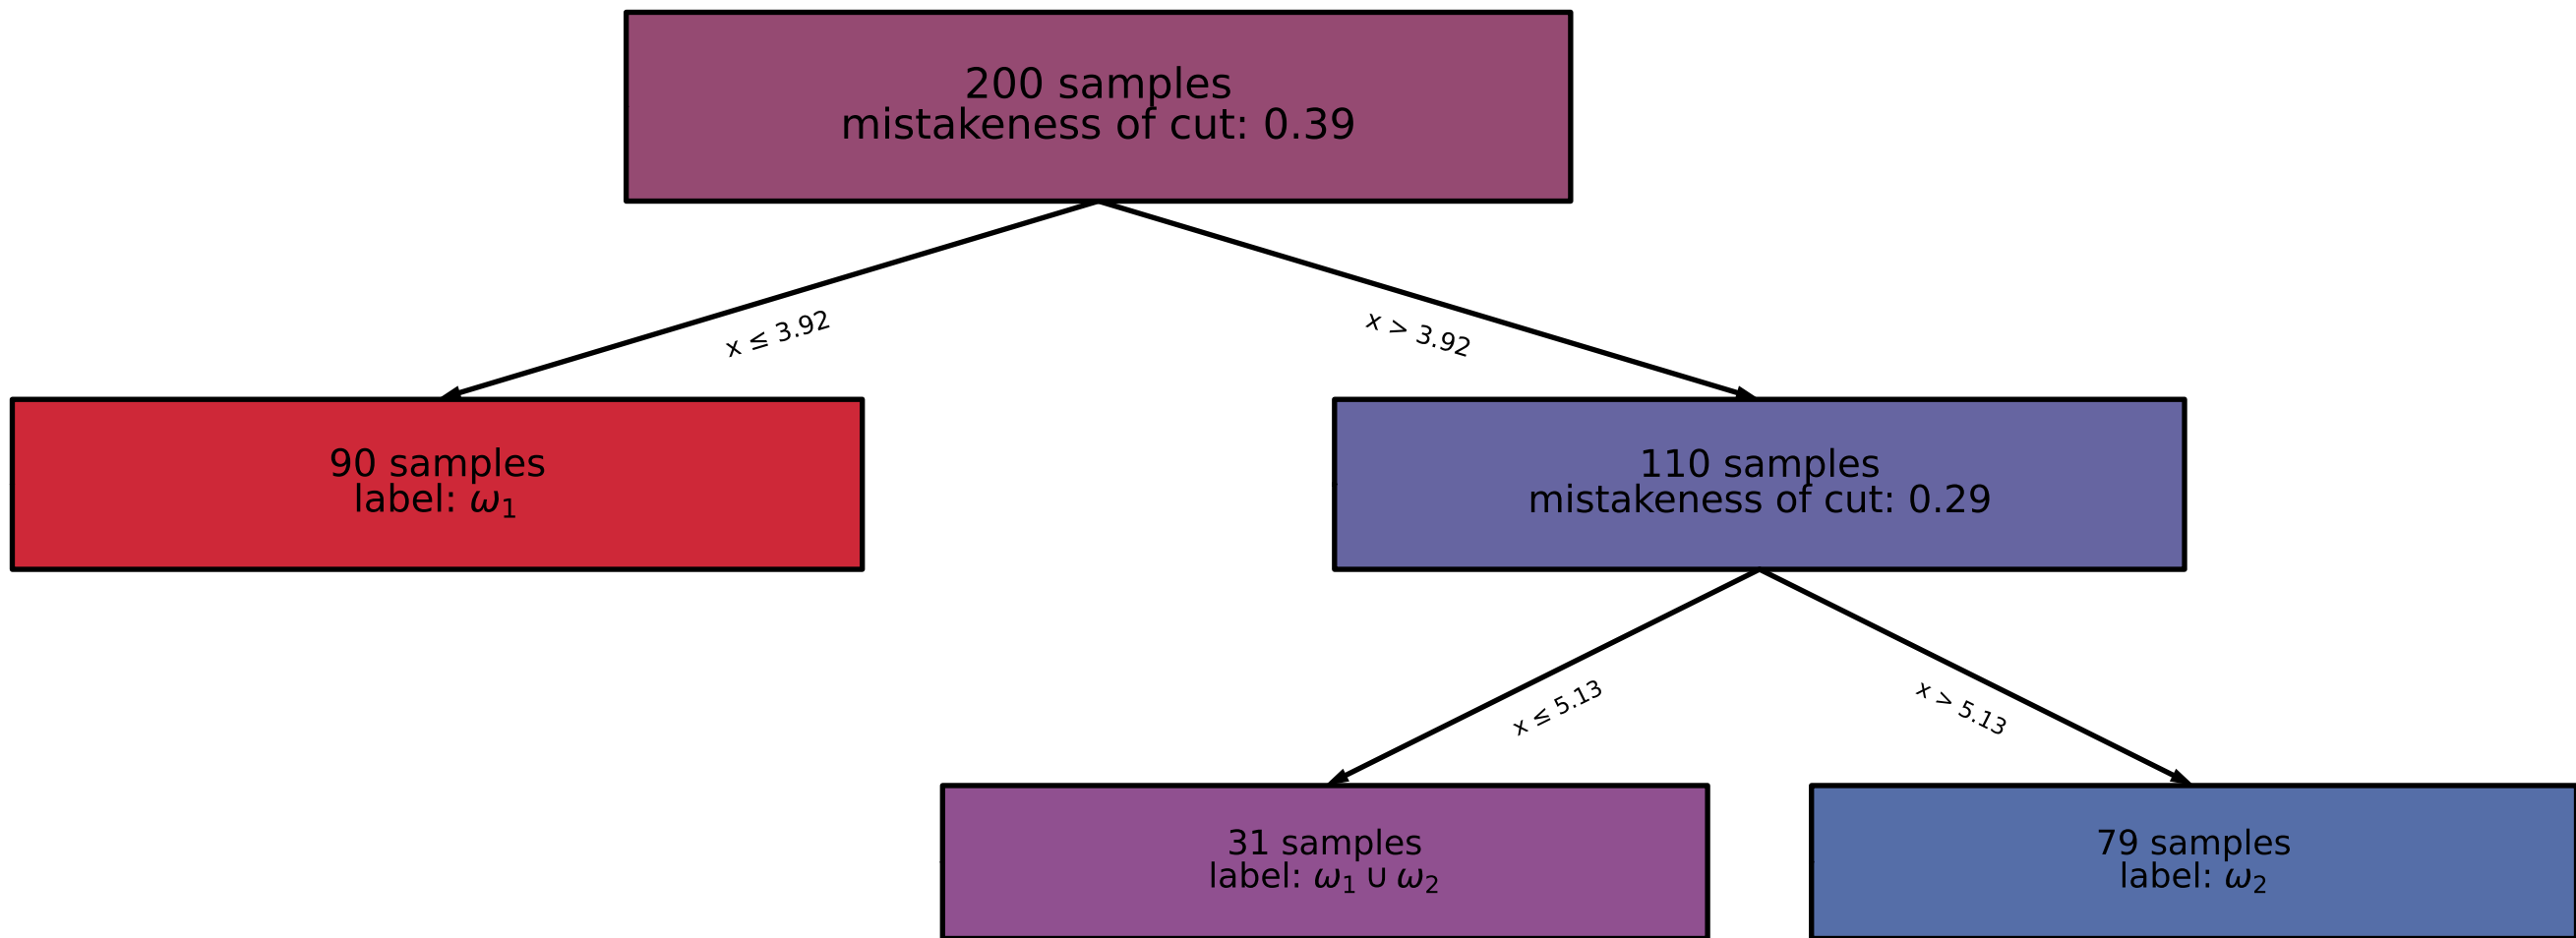 200 samples
mistakeness of cut: 0.39
x ≤ 3.92
x > 3.92
90 samples
label: ω₁
110 samples
mistakeness of cut: 0.29
x ≤ 5.13
x > 5.13
31 samples
label: ω₁ ∪ ω₂
79 samples
label: ω₂